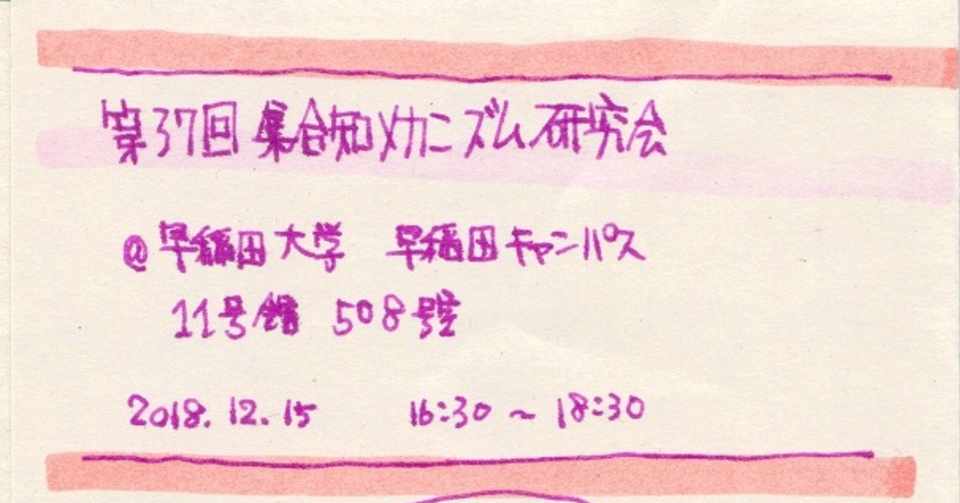 第37回 集合知メカニズム研究会
@早稲田大学 早稲田キャンパス
11号館 508号室
2018.12.15 16:30~18:30